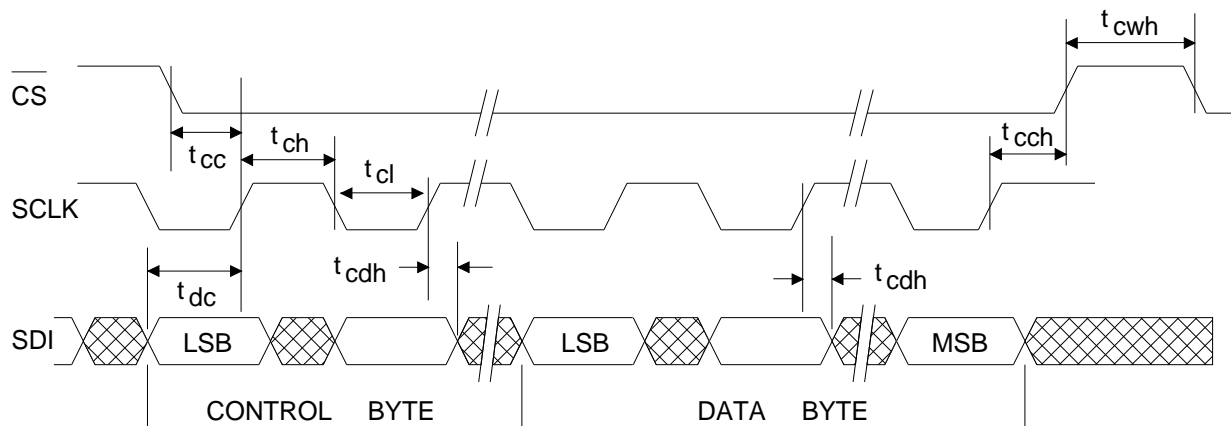 t cwh
CS
t cc
t ch
t cl
t cch
SCLK
t dc
t cdh
t cdh
SDI
LSB
LSB
MSB
CONTROL BYTE
DATA BYTE